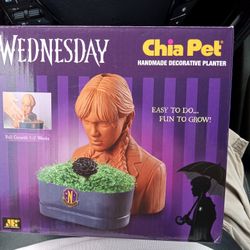 WEDNESDAY
Chia Pet®
HANDMADE DECORATIVE PLANTER
EASY TO DO...
FUN TO GROW!
Full Growth 1-2 Weeks
N